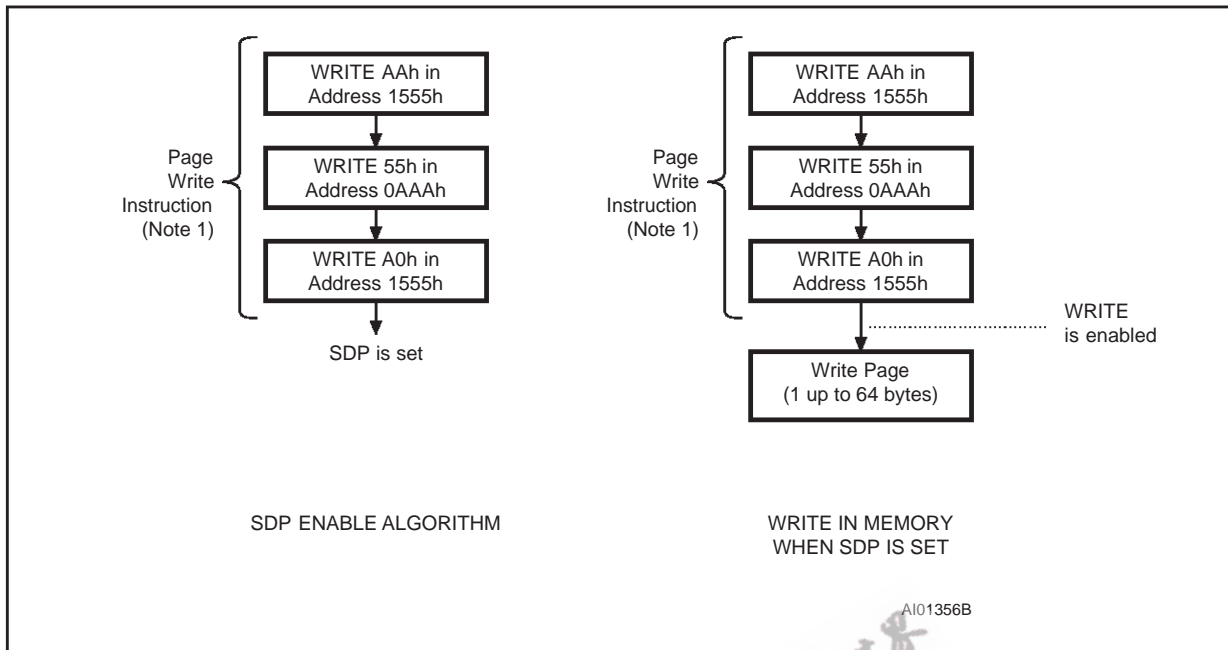 WRITE AAh in
Address 1555h
Page
Write
Instruction
(Note 1)
WRITE 55h in
Address 0AAAh
WRITE A0h in
Address 1555h
SDP is set
SDP ENABLE ALGORITHM
WRITE AAh in
Address 1555h
Page
Write
Instruction
(Note 1)
WRITE 55h in
Address 0AAAh
WRITE A0h in
Address 1555h
WRITE
is enabled
Write Page
(1 up to 64 bytes)
WRITE IN MEMORY
WHEN SDP IS SET
AI01356B